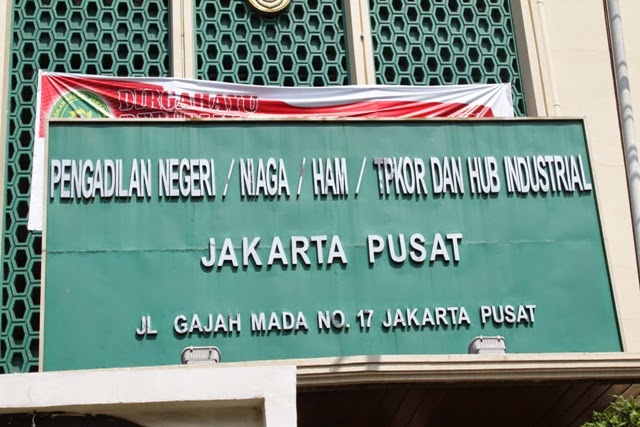 DIRGAHAYU
PENGADILAN NEGERI / NIAGA / HAM / TPKOR DAN HUB INDUSTRIAL
JAKARTA PUSAT
JL GAJAH MADA NO. 17 JAKARTA PUSAT